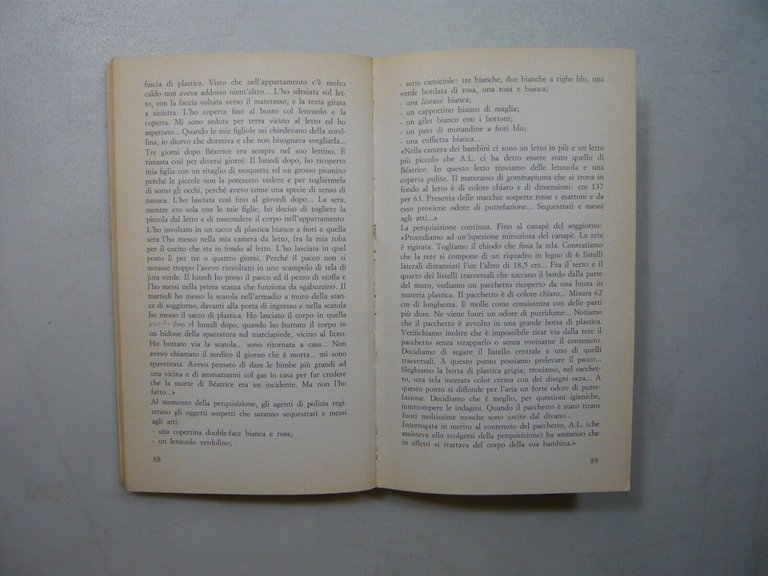 fascia di plastica. Visto che nell'appartamento c'è molto
caldo non aveva addosso nient'altro... L'ho sdraiata sul let-
to, con la faccia voltata verso il materasso, e la testa girata
a sinistra. L'ho coperta fino al busto col lenzuolo e la
coperta. Mi sono seduta per terra vicino al letto ed ho
aspettato... Quando le mie figliole mi chiedevano della sorel-
lina, io dicevo che dormiva e che non bisognava svegliarla...
Tre giorni dopo Béatrice era sempre nel suo lettino. È
rimasta così per diversi giorni. Il lunedì dopo, ho ricoperto
mia figlia con un ritaglio di moquette ed un grosso piumino
perché le piccole non la potessero vedere e per togliermela
di sotto gli occhi, perché avevo come una specie di senso di
nausea. L'ho lasciata così fino al giovedì dopo... La sera,
mentre ero sola con le mie figlie, ho deciso di togliere la
piccola dal letto e di nascondere il corpo nell'appartamento.
L'ho involtato in un sacco di plastica bianco a fiori e quella
sera l'ho messo nella mia camera da letto, fra la mia roba
per il cucito che sta in fondo al letto. L'ho lasciata in quel
posto lì per tre o quattro giorni. Perché il pacco non si
notasse troppo l'avevo involtato in uno scampolo di tela di
juta verde. Il lunedì ho preso il pacco ed il pezzo di stoffa e
l'ho messi nella prima stanza che funziona da sgabuzzino. Il
martedì ho messo la scatola nell'armadio a muro della stan-
za di soggiorno, davanti alla porta di ingresso e nella scatola
ho messo il sacco di plastica. Ho lasciato il corpo in quella
fino al lunedì dopo, quando ho buttato il corpo in
un bidone della spazzatura sul marciapiede, vicino al liceo.
Ho buttato via la scatola... sono ritornata a casa... Non
avevo chiamato il medico il giorno che è morta... mi sono
spaventata. Avevo pensato di dare le bimbe più grandi ad
una vicina e di ammazzarmi col gas in casa per far credere
che la morte di Béatrice era un incidente. Ma non l'ho
fatto...»
Al momento della perquisizione, gli agenti di polizia regi-
strano gli oggetti sospetti che saranno sequestrati e messi
agli atti:
- una copertina double-face bianca e rosa;
- un lenzuolo verdolino;
88
- sette camiciole: tre bianche, due bianche a righe blu, una
verde bordata di rosa, una rosa e bianca;
- una liseuse bianca;
- un cappottino bianco di maglia;
- un gilet bianco con i bottoni;
- un paio di mutandine a fiori blu;
- una cuffietta bianca...
«Nella camera dei bambini ci sono un letto in più e un letto
più piccolo che A.L. ci ha detto essere stato quello di
Béatrice. In questo letto troviamo delle lenzuola e una
coperta pulite. Il materasso di gommapiuma che si trova in
fondo al letto è di colore chiaro e di dimensioni: cm 137
per 63. Presenta delle macchie sospette rosse e marroni e da
esso proviene odore di putrefazione... Sequestrati e messi
agli atti...»
La perquisizione continua. Fino al canapè del soggiorno:
«Procediamo ad un'ispezione minuziosa del canapè. La rete
è rigirata. Togliamo il chiodo che fissa la tela. Constatiamo
che la rete si compone di un riquadro in legno di 6 listelli
laterali distanziati l'un l'altro di 18,5 cm... Fra il terzo e il
quarto dei listelli trasversali che toccano il bordo dalla parte
del muro, vediamo un pacchetto ricoperto da una busta in
materia plastica. Il pacchetto è di colore chiaro... Misura 62
cm di lunghezza. È molle come consistenza con delle parti
più dure. Ne viene fuori un odore di putridume... Notiamo
che il pacchetto è avvolto in una grande borsa di plastica.
Verifichiamo inoltre che è impossibile tirar via dalla rete il
pacchetto senza strapparlo o senza rovinarne il contenuto.
Decidiamo di segare il listello centrale e uno di quelli
trasversali. A questo punto possiamo prelevare il pacco...
Sleghiamo la borsa di plastica grigia; troviamo, nel sacchet-
to, una tela incerata color crema con dei disegni ocra... A
questo punto si diffonde per l'aria un forte odore di putre-
fazione. Decidiamo che è meglio, per questioni igieniche,
interrompere le indagini. Quando il pacchetto è stato tirato
fuori moltissime mosche sono uscite dal divano...
Interrogata in merito al contenuto del pacchetto, A.L. (che
assisteva allo svolgersi della perquisizione) ha ammesso che
in effetti si trattava del corpo della sua bambina.»
89